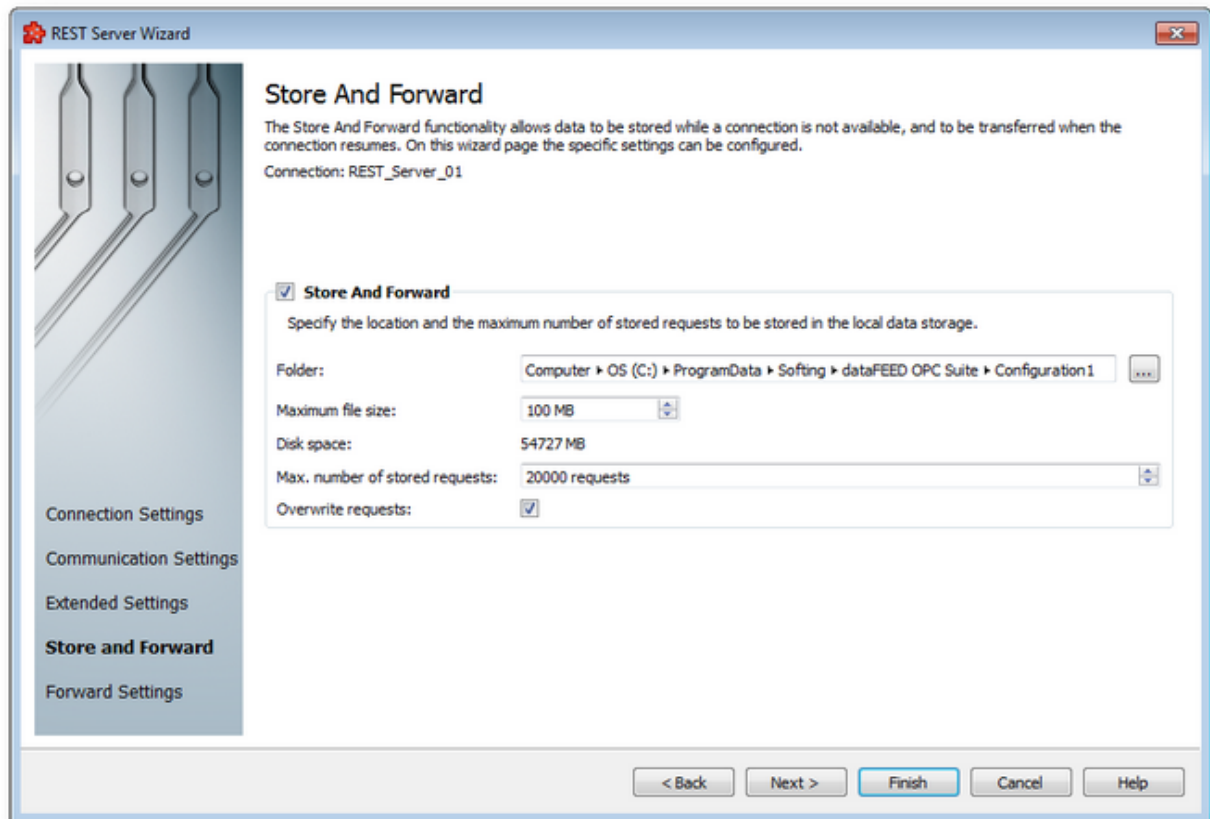 REST Server Wizard
Store And Forward
The Store And Forward functionality allows data to be stored while a connection is not available, and to be transferred when the
connection resumes. On this wizard page the specific settings can be configured.
Connection: REST_Server_01
Store And Forward
Specify the location and the maximum number of stored requests to be stored in the local data storage.
Folder: Computer ▸ OS (C:) ▸ ProgramData ▸ Softing ▸ dataFEED OPC Suite ▸ Configuration1 ...
Maximum file size: 100 MB
Disk space: 54727 MB
Max. number of stored requests: 20000 requests
Overwrite requests:
Connection Settings
Communication Settings
Extended Settings
Store and Forward
Forward Settings
< Back Next > Finish Cancel Help